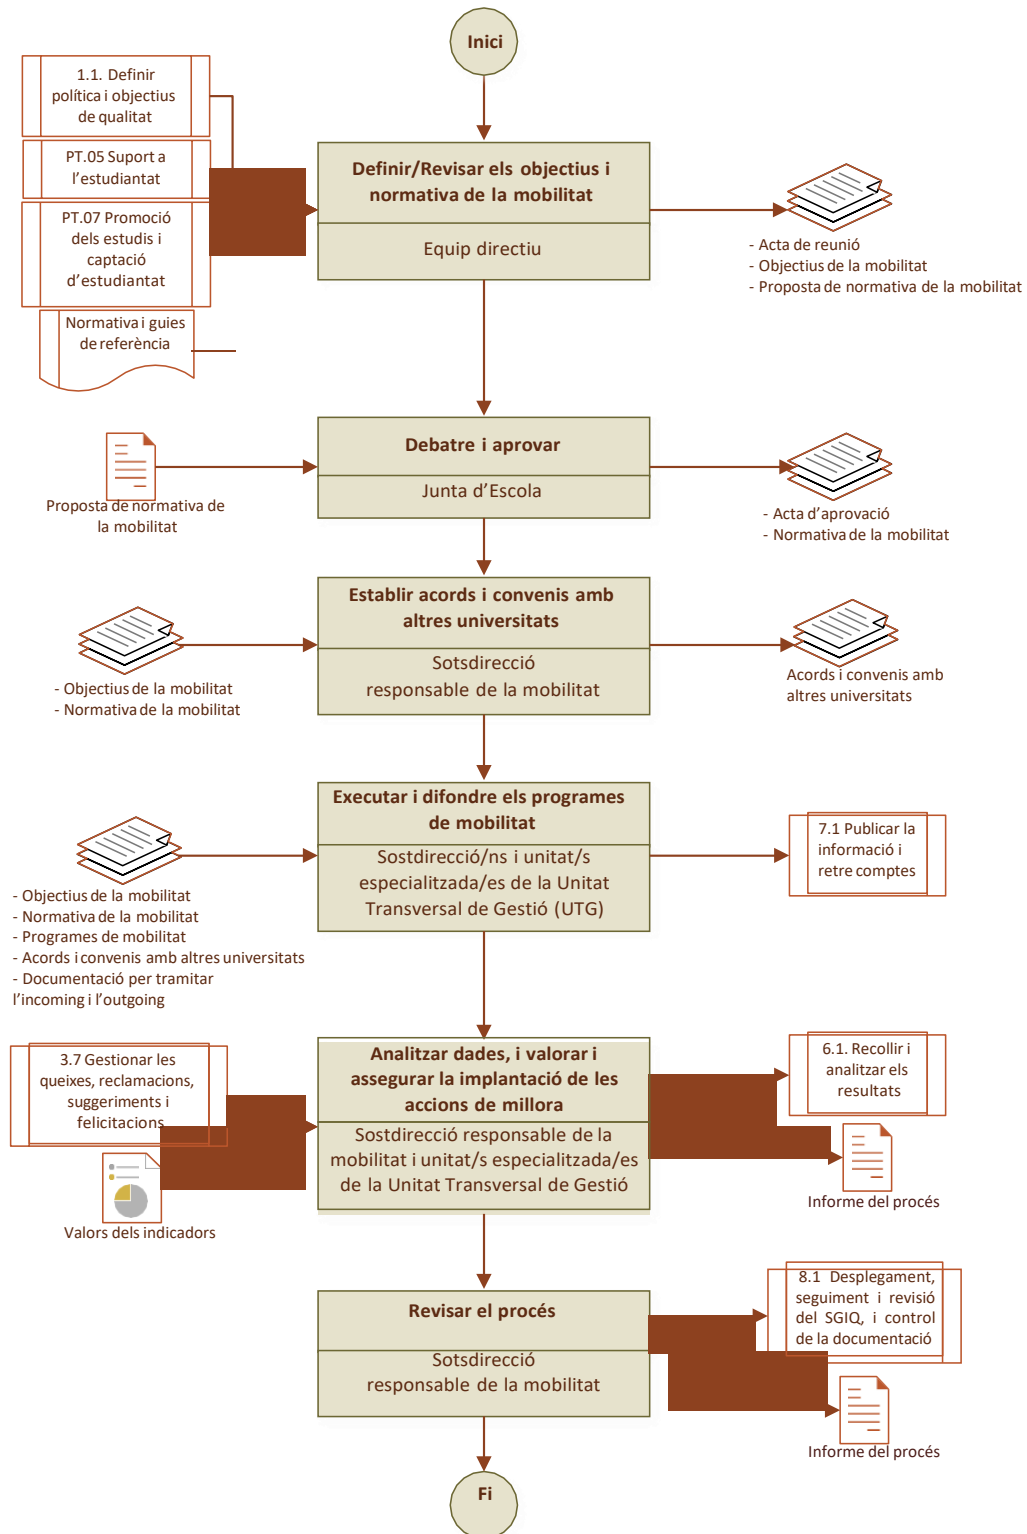 Inici
1.1. Definir
política i objectius
de qualitat
PT.05 Suport a
l’estudiantat
PT.07 Promoció
dels estudis i
captació
d’estudiantat
Normativa i guies
de referència
Definir/Revisar els objectius i
normativa de la mobilitat
Equip directiu
- Acta de reunió
- Objectius de la mobilitat
- Proposta de normativa de la mobilitat
Proposta de normativa de
la mobilitat
Debatre i aprovar
Junta d’Escola
- Acta d’aprovació
- Normativa de la mobilitat
- Objectius de la mobilitat
- Normativa de la mobilitat
Establir acords i convenis amb
altres universitats
Sotsdirecció
responsable de la mobilitat
Acords i convenis amb
altres universitats
- Objectius de la mobilitat
- Normativa de la mobilitat
- Programes de mobilitat
- Acords i convenis amb altres universitats
- Documentació per tramitar
l’incoming i l’outgoing
Executar i difondre els programes
de mobilitat
Sostdirecció/ns i unitat/s
especialitzada/es de la Unitat
Transversal de Gestió (UTG)
7.1 Publicar la
informació i
retre comptes
3.7 Gestionar les
queixes, reclamacions,
suggeriments i
felicitacions
Valors dels indicadors
Analitzar dades, i valorar i
assegurar la implantació de les
accions de millora
Sostdirecció responsable de la
mobilitat i unitat/s especialitzada/es
de la Unitat Transversal de Gestió
6.1. Recollir i
analitzar els
resultats
Informe del procés
Revisar el procés
Sotsdirecció
responsable de la mobilitat
8.1 Desplegament,
seguiment i revisió
del SGIQ, i control
de la documentació
Informe del procés
Fi